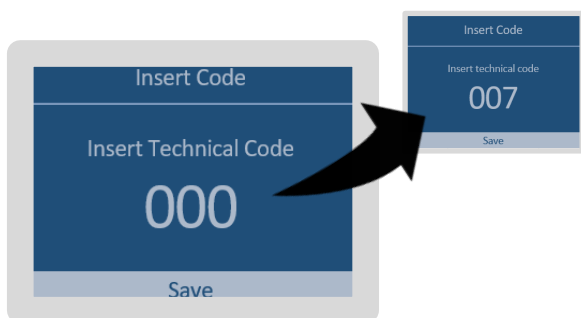 Insert Code
Insert Technical Code
000
Save
Insert Code
Insert technical code
007
Save